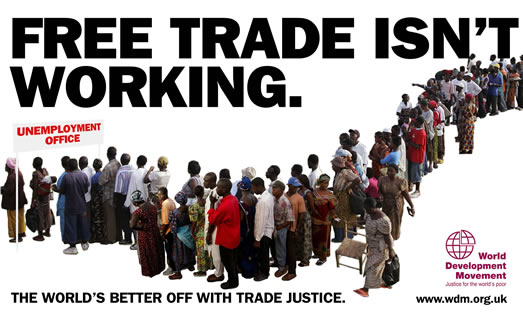 FREE TRADE ISN'T
WORKING.
UNEMPLOYMENT
OFFICE
World
Development
Movement
Justice for the world's poor
THE WORLD'S BETTER OFF WITH TRADE JUSTICE.
www.wdm.org.uk